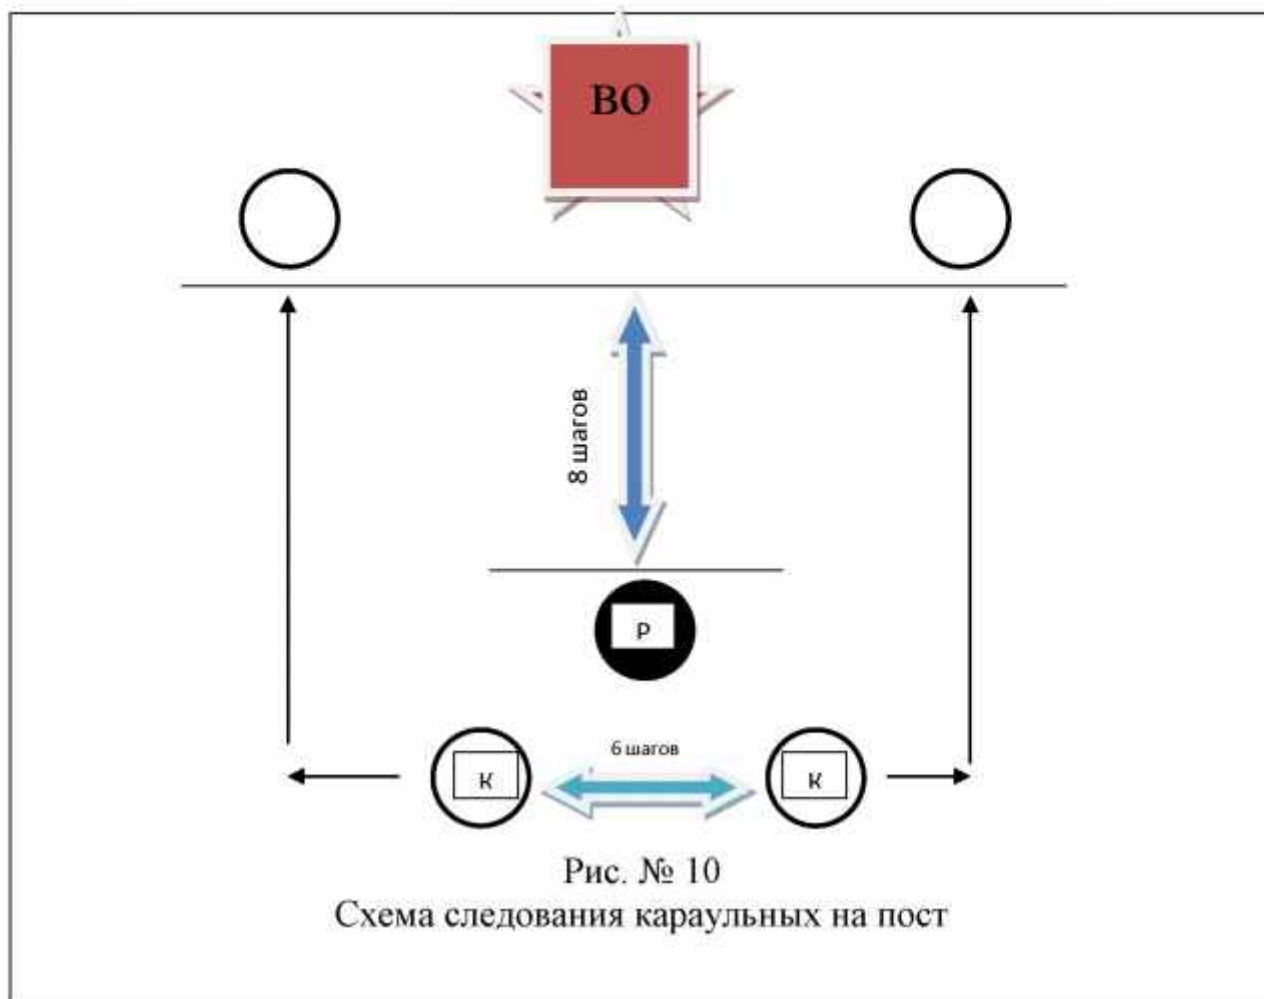 ВО
8 шагов
Р
6 шагов
К
К
Рис. № 10
Схема следования караульных на пост